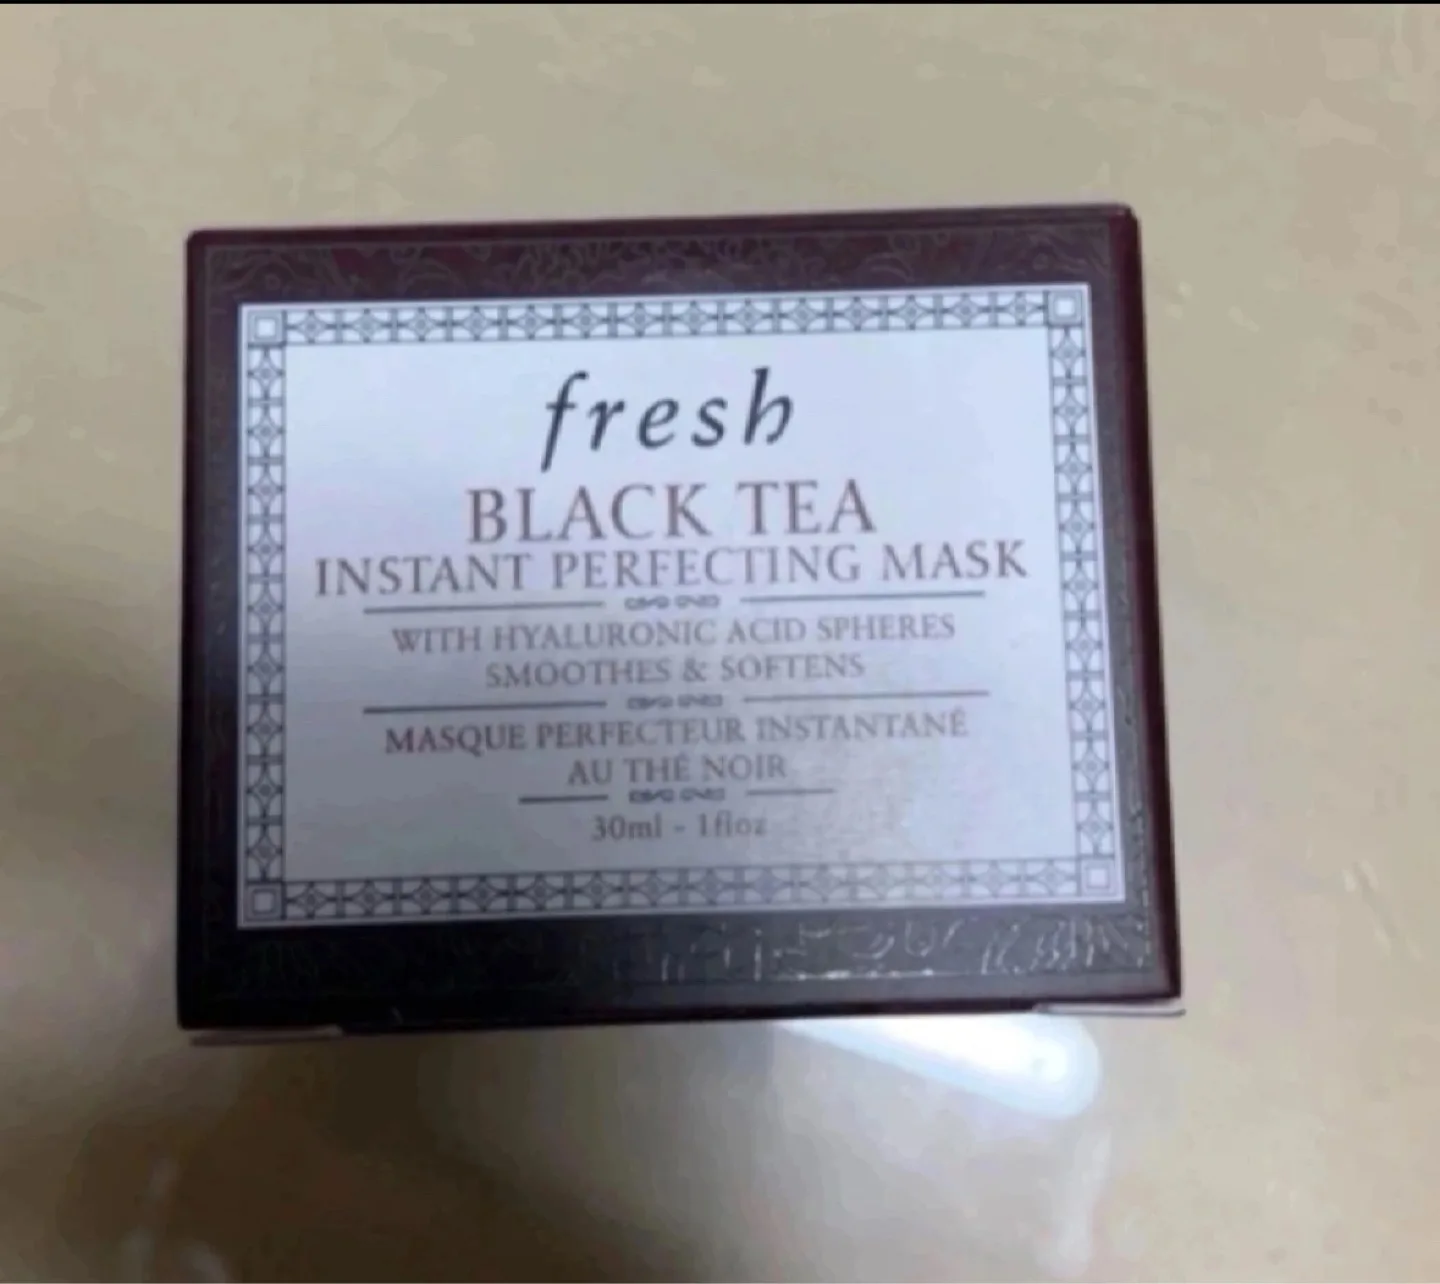 fresh
BLACK TEA
INSTANT PERFECTING MASK
WITH HYALURONIC ACID SPHERES
SMOOTHES & SOFTENS
MASQUE PERFECTEUR INSTANTANÉ
AU THÉ NOIR
30ml - 1floz